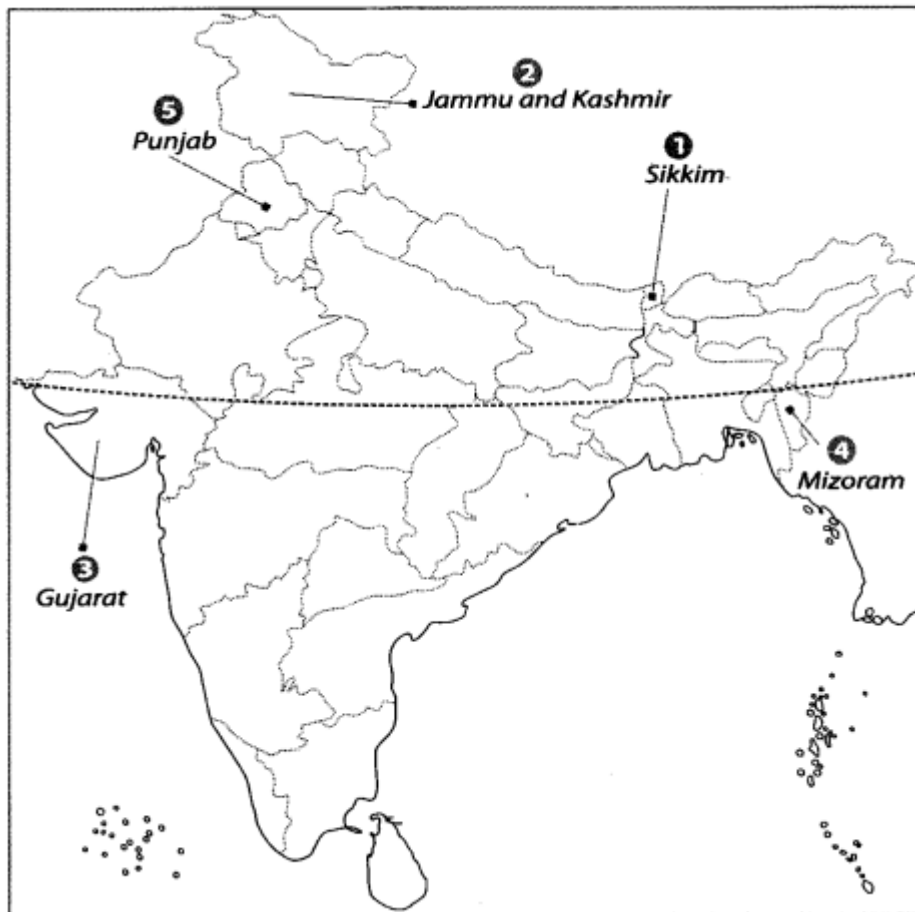 ❷
Jammu and Kashmir
❺
Punjab
❶
Sikkim
❹
Mizoram
❸
Gujarat